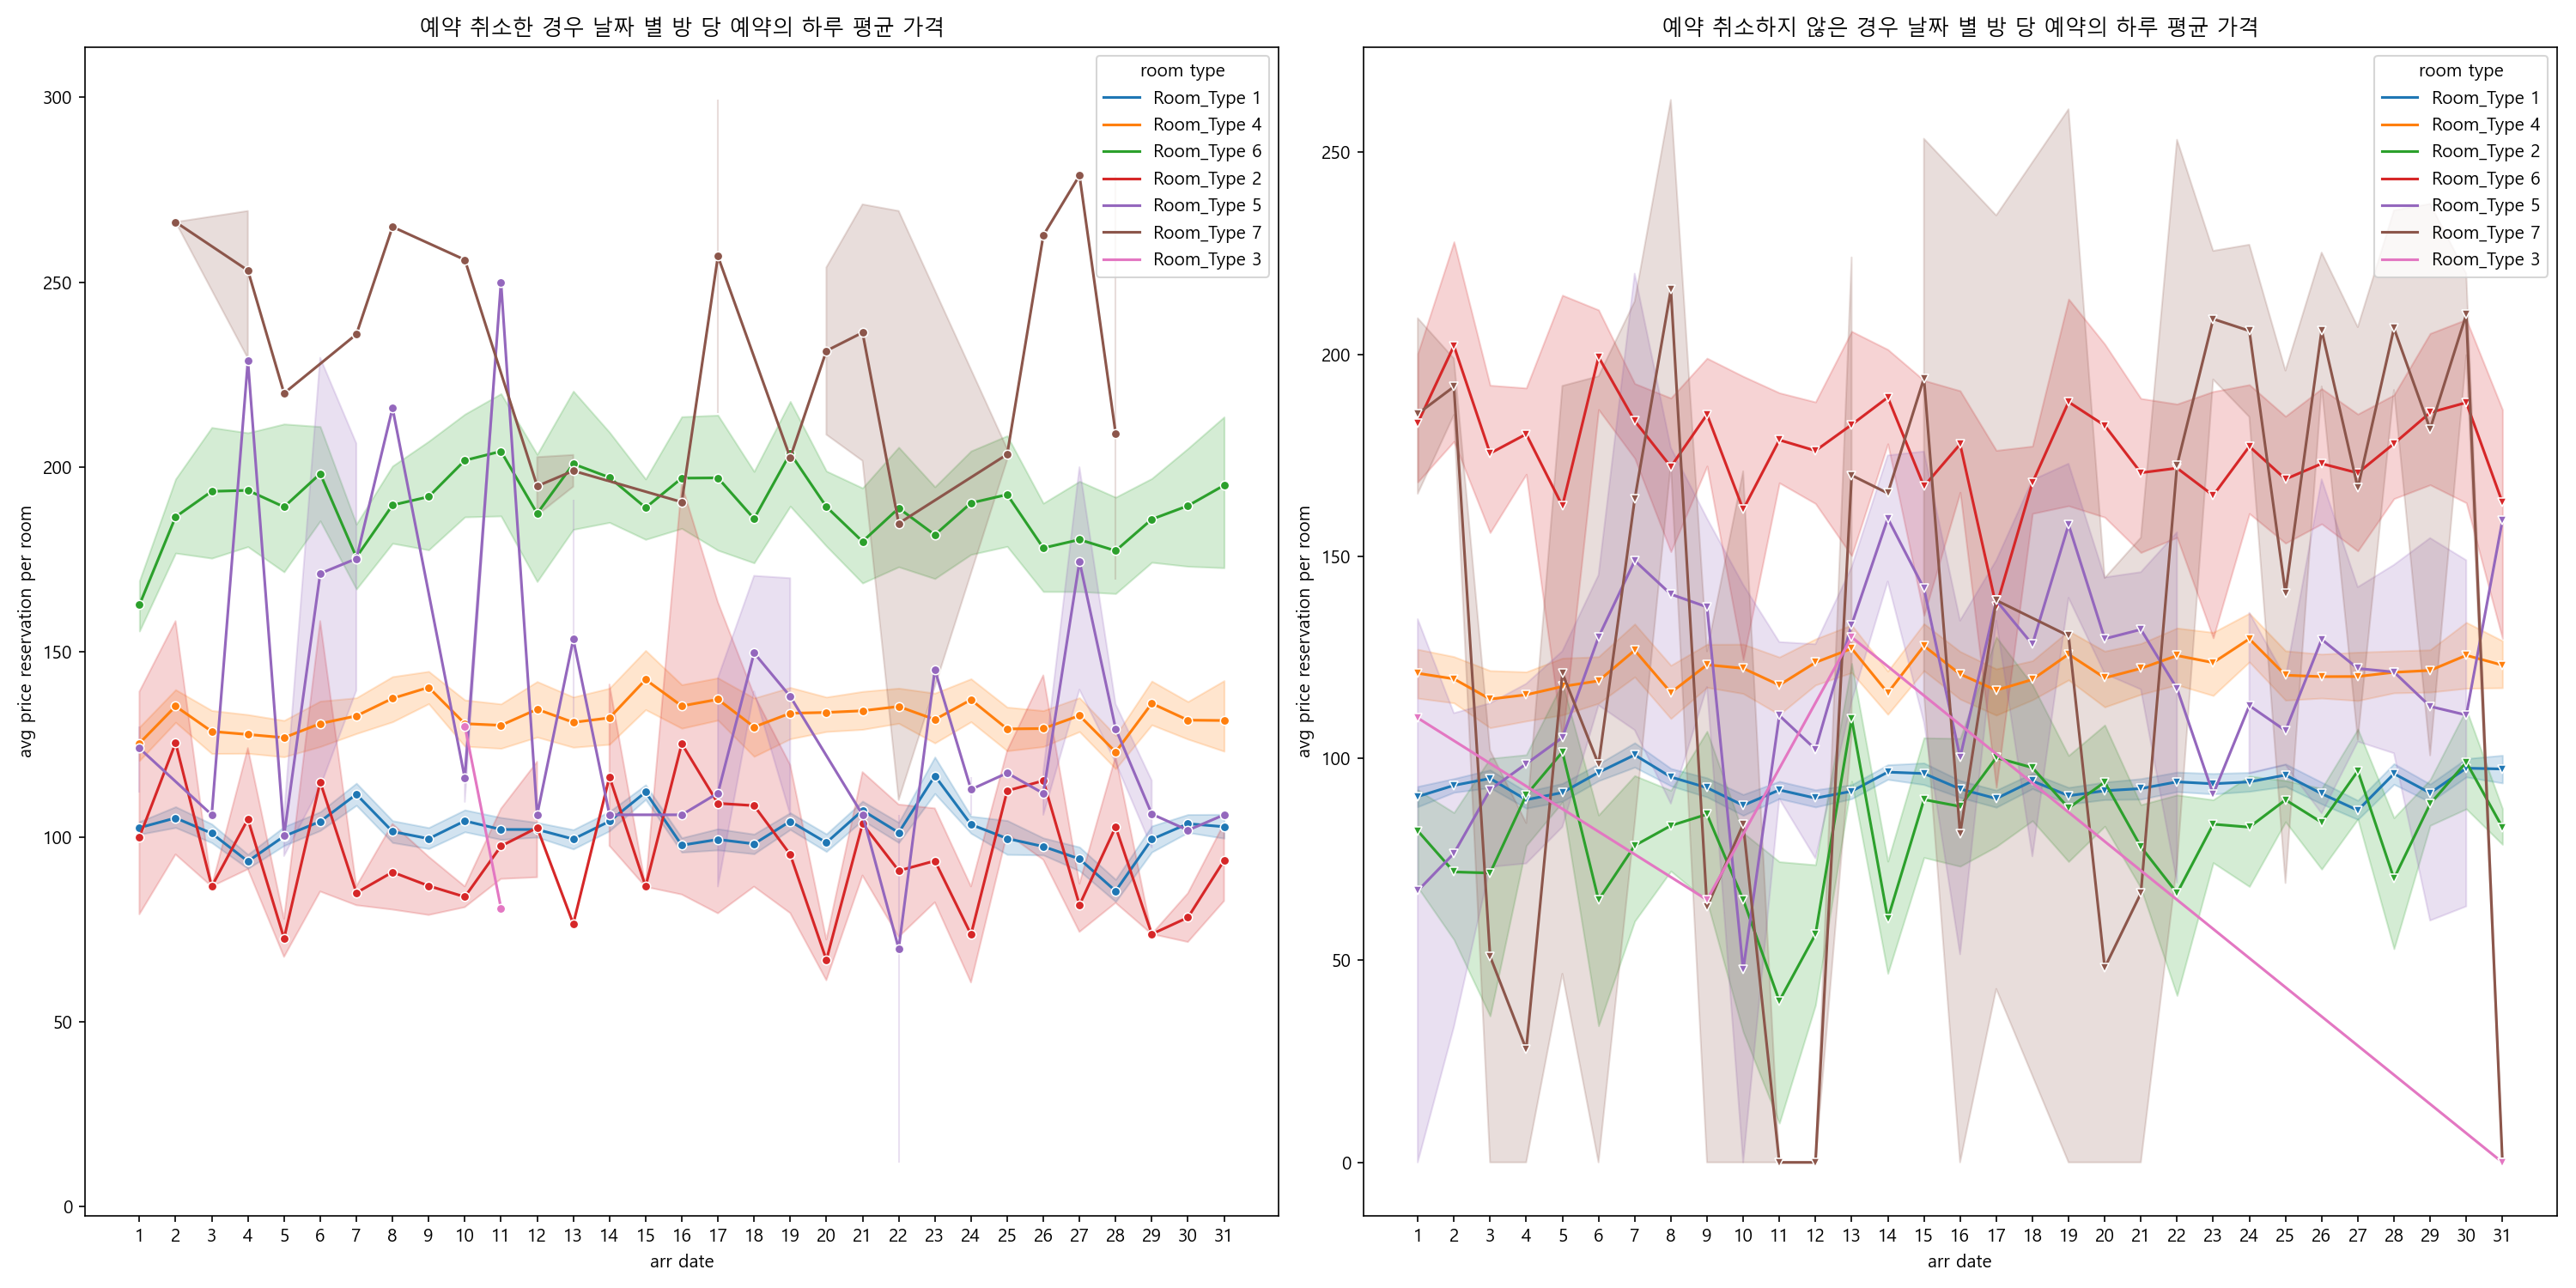 예약 취소한 경우 날짜 별 방 당 예약의 하루 평균 가격
avg price reservation per room
300
250
200
150
100
50
0
room type
Room_Type 1
Room_Type 4
Room_Type 6
Room_Type 2
Room_Type 5
Room_Type 7
Room_Type 3
1 2 3 4 5 6 7 8 9 10 11 12 13 14 15 16 17 18 19 20 21 22 23 24 25 26 27 28 29 30 31
arr date
예약 취소하지 않은 경우 날짜 별 방 당 예약의 하루 평균 가격
avg price reservation per room
250
200
150
100
50
0
room type
Room_Type 1
Room_Type 4
Room_Type 2
Room_Type 6
Room_Type 5
Room_Type 7
Room_Type 3
1 2 3 4 5 6 7 8 9 10 11 12 13 14 15 16 17 18 19 20 21 22 23 24 25 26 27 28 29 30 31
arr date